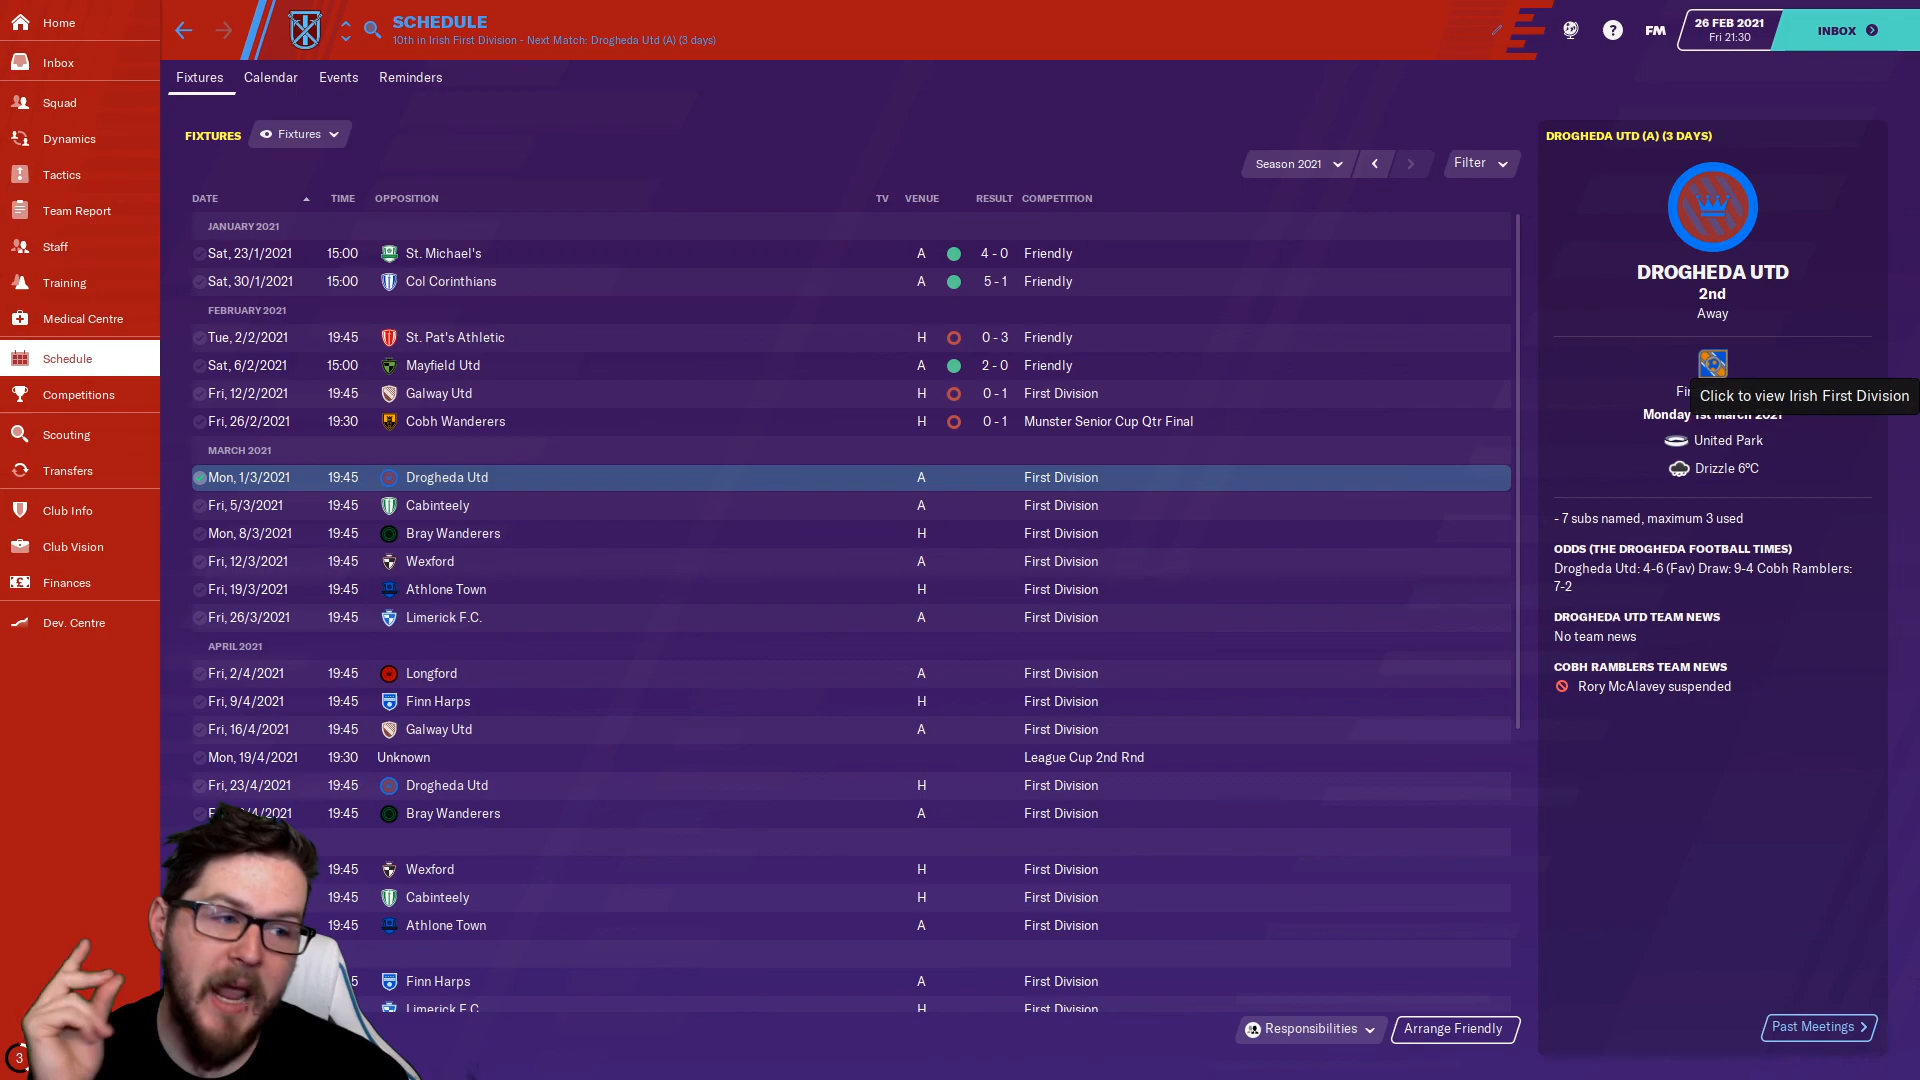 Home
Inbox
Squad
Dynamics
Tactics
Team Report
Staff
Training
Medical Centre
Schedule
Competitions
Scouting
Transfers
Club Info
Club Vision
Finances
Dev. Centre
3
SCHEDULE
10th in Irish First Division - Next Match: Drogheda Utd (A) (3 days)
FM
26 FEB 2021
Fri 21:30
INBOX
Fixtures Calendar Events Reminders
FIXTURES Fixtures
Season 2021 Filter
DATE TIME OPPOSITION TV VENUE RESULT COMPETITION
JANUARY 2021
Sat, 23/1/2021 15:00 St. Michael's A 4 - 0 Friendly
Sat, 30/1/2021 15:00 Col Corinthians A 5 - 1 Friendly
FEBRUARY 2021
Tue, 2/2/2021 19:45 St. Pat's Athletic H 0 - 3 Friendly
Sat, 6/2/2021 15:00 Mayfield Utd A 2 - 0 Friendly
Fri, 12/2/2021 19:45 Galway Utd H 0 - 1 First Division
Fri, 26/2/2021 19:30 Cobh Wanderers H 0 - 1 Munster Senior Cup Qtr Final
MARCH 2021
Mon, 1/3/2021 19:45 Drogheda Utd A First Division
Fri, 5/3/2021 19:45 Cabinteely A First Division
Mon, 8/3/2021 19:45 Bray Wanderers H First Division
Fri, 12/3/2021 19:45 Wexford A First Division
Fri, 19/3/2021 19:45 Athlone Town H First Division
Fri, 26/3/2021 19:45 Limerick F.C. A First Division
APRIL 2021
Fri, 2/4/2021 19:45 Longford A First Division
Fri, 9/4/2021 19:45 Finn Harps H First Division
Fri, 16/4/2021 19:45 Galway Utd A First Division
Mon, 19/4/2021 19:30 Unknown League Cup 2nd Rnd
Fri, 23/4/2021 19:45 Drogheda Utd H First Division
/4/2021 19:45 Bray Wanderers A First Division
19:45 Wexford H First Division
19:45 Cabinteely H First Division
19:45 Athlone Town A First Division
5 Finn Harps A First Division
Limerick F.C. H First Division
Responsibilities Arrange Friendly
DROGHEDA UTD (A) (3 DAYS)
DROGHEDA UTD
2nd
Away
Click to view Irish First Division
Monday 1st March 2021
United Park
Drizzle 6°C
- 7 subs named, maximum 3 used
ODDS (THE DROGHEDA FOOTBALL TIMES)
Drogheda Utd: 4-6 (Fav) Draw: 9-4 Cobh Ramblers:
7-2
DROGHEDA UTD TEAM NEWS
No team news
COBH RAMBLERS TEAM NEWS
Rory McAlavey suspended
Past Meetings